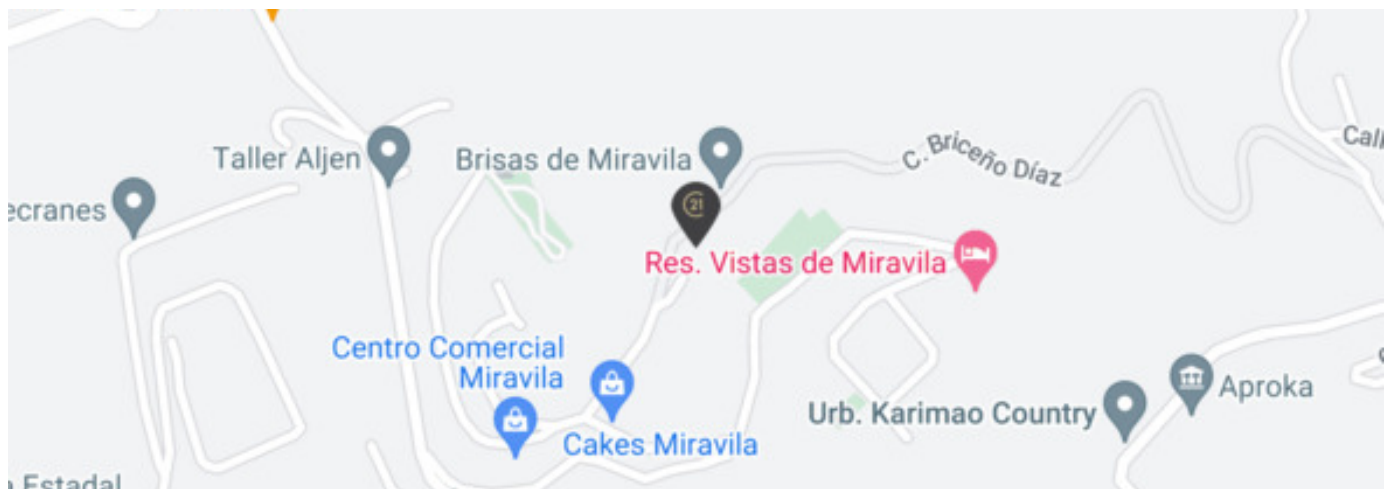 Taller Aljen
Brisas de Miravila
C. Briceño Díaz
Call
ecranes
21
Res. Vistas de Miravila
Centro Comercial
Miravila
Aproka
Urb. Karimao Country
Cakes Miravila
Estadal